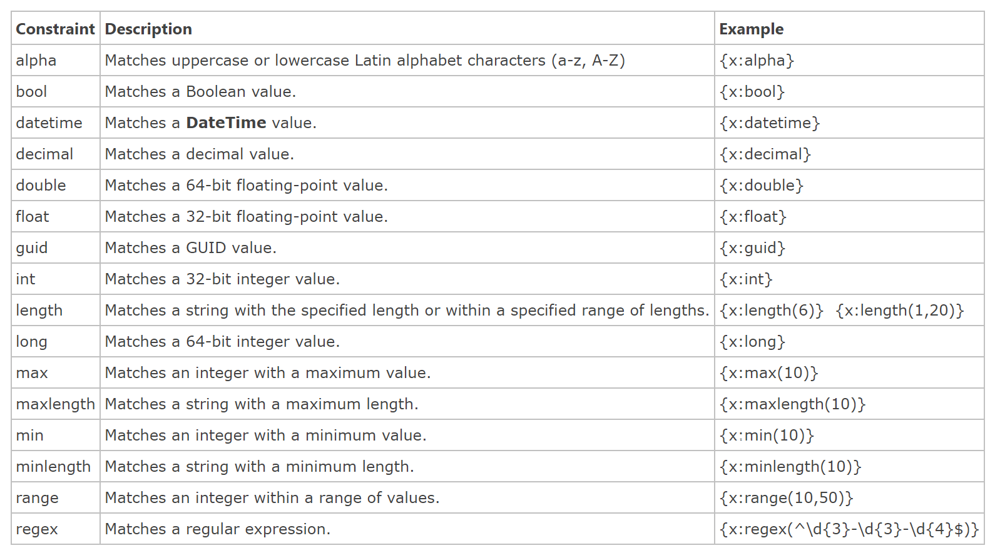 Constraint Description Example
alpha Matches uppercase or lowercase Latin alphabet characters (a-z, A-Z) {x:alpha}
bool Matches a Boolean value. {x:bool}
datetime Matches a DateTime value. {x:datetime}
decimal Matches a decimal value. {x:decimal}
double Matches a 64-bit floating-point value. {x:double}
float Matches a 32-bit floating-point value. {x:float}
guid Matches a GUID value. {x:guid}
int Matches a 32-bit integer value. {x:int}
length Matches a string with the specified length or within a specified range of lengths. {x:length(6)} {x:length(1,20)}
long Matches a 64-bit integer value. {x:long}
max Matches an integer with a maximum value. {x:max(10)}
maxlength Matches a string with a maximum length. {x:maxlength(10)}
min Matches an integer with a minimum value. {x:min(10)}
minlength Matches a string with a minimum length. {x:minlength(10)}
range Matches an integer within a range of values. {x:range(10,50)}
regex Matches a regular expression. {x:regex(^\d{3}-\d{3}-\d{4}$)}